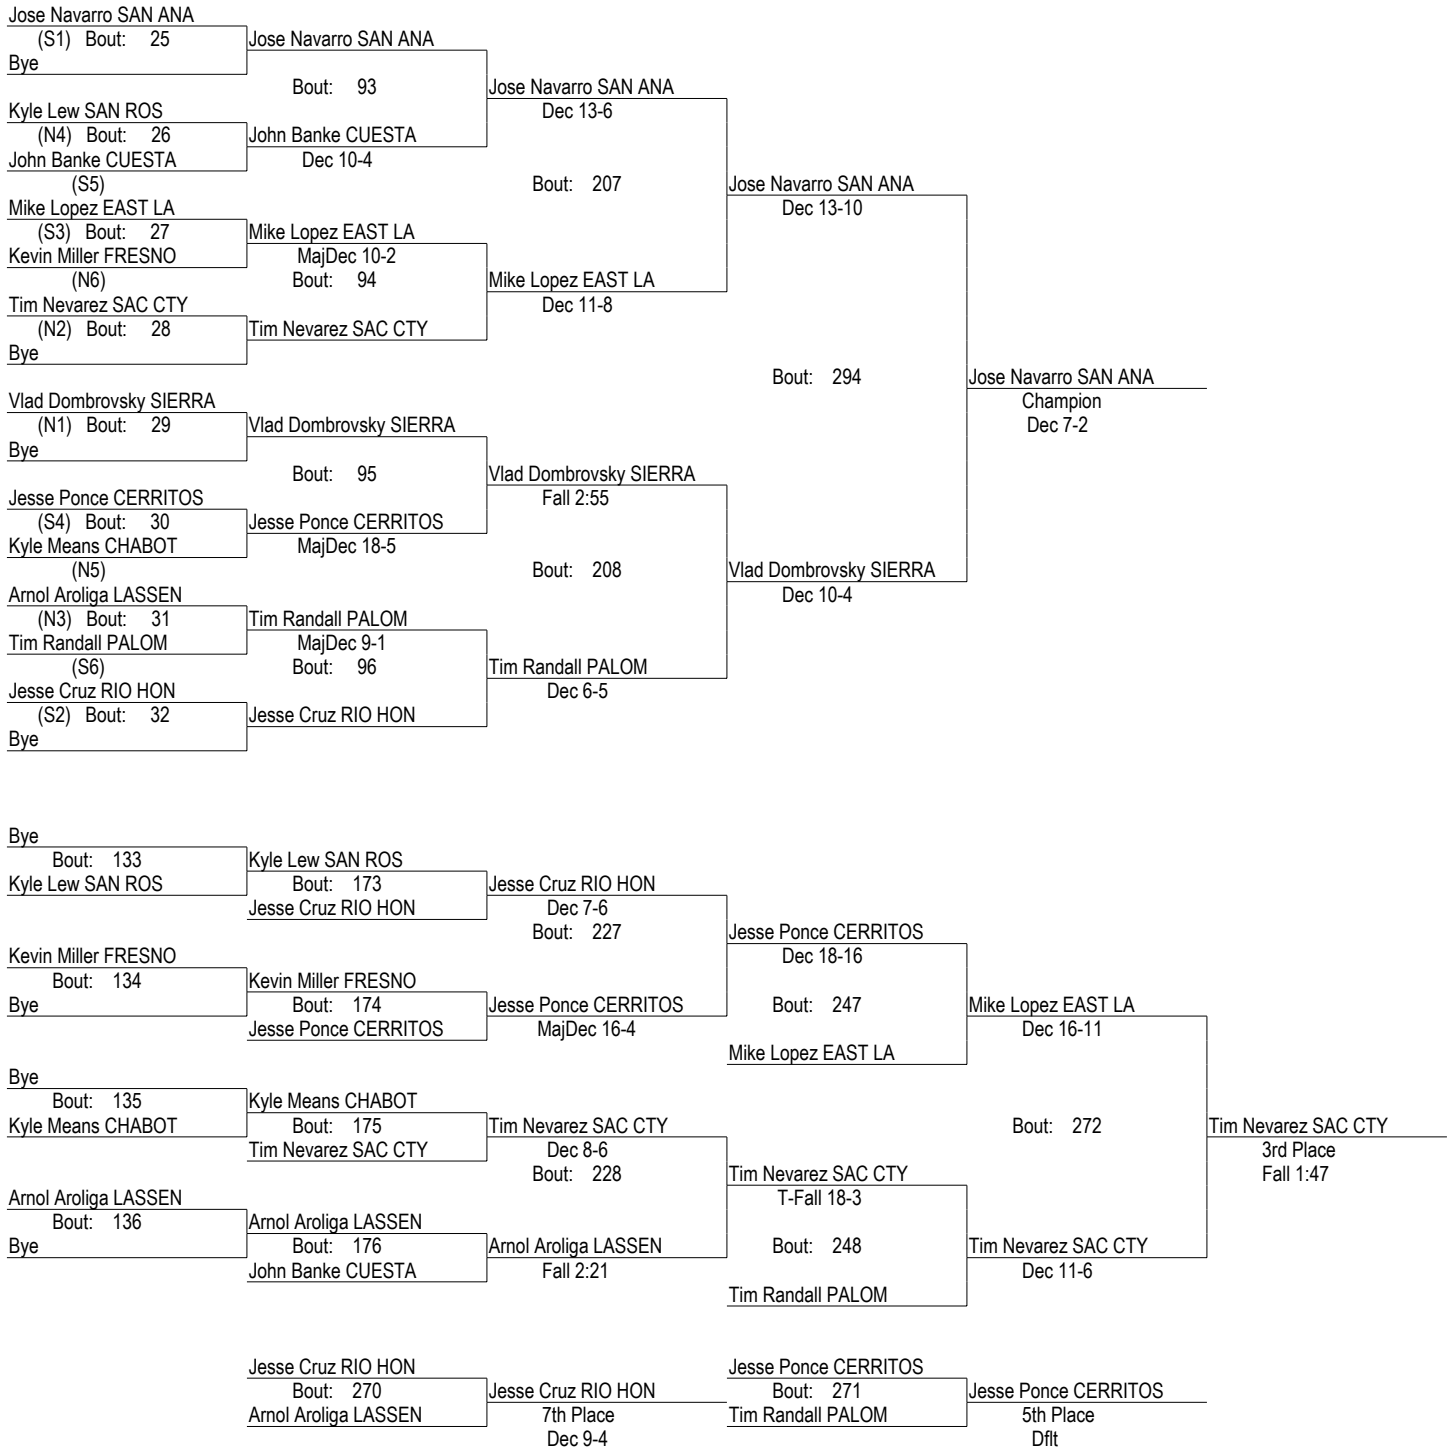 Jose Navarro SAN ANA
(S1) Bout: 25 Jose Navarro SAN ANA
Bye
Bout: 93 Jose Navarro SAN ANA
Kyle Lew SAN ROS Dec 13-6
(N4) Bout: 26 John Banke CUESTA
John Banke CUESTA Dec 10-4
(S5) Bout: 207 Jose Navarro SAN ANA
Mike Lopez EAST LA Dec 13-10
(S3) Bout: 27 Mike Lopez EAST LA
Kevin Miller FRESNO MajDec 10-2
(N6) Bout: 94 Mike Lopez EAST LA
Tim Nevarez SAC CTY Dec 11-8
(N2) Bout: 28 Tim Nevarez SAC CTY
Bye
Bout: 294 Jose Navarro SAN ANA
Vlad Dombrovsky SIERRA Champion
(N1) Bout: 29 Vlad Dombrovsky SIERRA Dec 7-2
Bye
Bout: 95 Vlad Dombrovsky SIERRA
Jesse Ponce CERRITOS Fall 2:55
(S4) Bout: 30 Jesse Ponce CERRITOS
Kyle Means CHABOT MajDec 18-5
(N5) Bout: 208 Vlad Dombrovsky SIERRA
Arnol Aroliga LASSEN Dec 10-4
(N3) Bout: 31 Tim Randall PALOM
Tim Randall PALOM MajDec 9-1
(S6) Bout: 96 Tim Randall PALOM
Jesse Cruz RIO HON Dec 6-5
(S2) Bout: 32 Jesse Cruz RIO HON
Bye
Bye
Bout: 133 Kyle Lew SAN ROS
Kyle Lew SAN ROS Bout: 173 Jesse Cruz RIO HON
Jesse Cruz RIO HON Dec 7-6
Bout: 227 Jesse Ponce CERRITOS
Kevin Miller FRESNO Dec 18-16
Bout: 134 Kevin Miller FRESNO
Bye Bout: 174 Jesse Ponce CERRITOS Bout: 247 Mike Lopez EAST LA
Jesse Ponce CERRITOS MajDec 16-4 Dec 16-11
Mike Lopez EAST LA
Bye
Bout: 135 Kyle Means CHABOT
Kyle Means CHABOT Bout: 175 Tim Nevarez SAC CTY Bout: 272 Tim Nevarez SAC CTY
Tim Nevarez SAC CTY Dec 8-6 3rd Place
Bout: 228 Tim Nevarez SAC CTY Fall 1:47
Arnol Aroliga LASSEN T-Fall 18-3
Bout: 136 Arnol Aroliga LASSEN
Bye Bout: 176 Arnol Aroliga LASSEN Bout: 248 Tim Nevarez SAC CTY
John Banke CUESTA Fall 2:21 Dec 11-6
Tim Randall PALOM
Jesse Cruz RIO HON Jesse Ponce CERRITOS
Bout: 270 Jesse Cruz RIO HON Bout: 271 Jesse Ponce CERRITOS
Arnol Aroliga LASSEN 7th Place Tim Randall PALOM 5th Place
Dec 9-4 Dflt